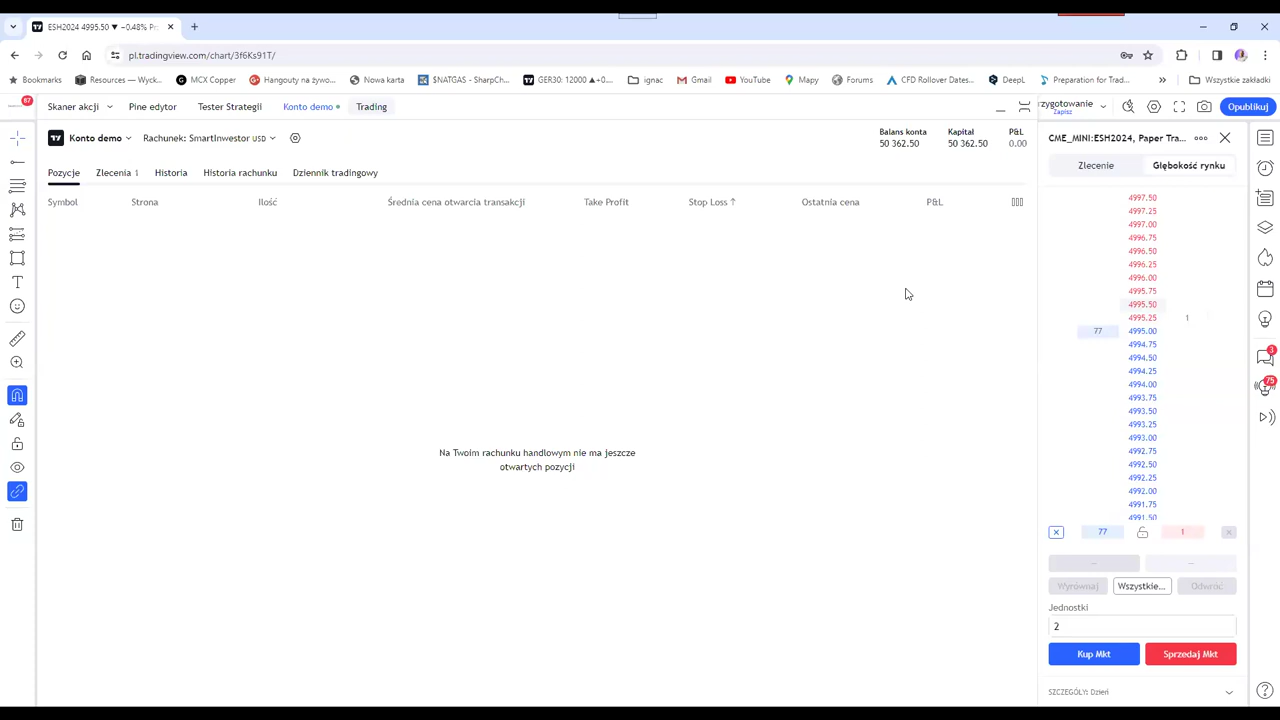 ESH2024 4995.50 ▼ −0.48%
pl.tradingview.com/chart/3f6Ks91T/
Bookmarks
Resources — Wyck...
MCX Copper
Hangouty na żywo...
Nowa karta
$NATGAS – SharpCh...
GER30: 12000 ▲+0...
ignac
Gmail
YouTube
Mapy
Forums
CFD Rollover Dates...
DeepL
Preparation for Trad...
Wszystkie zakładki
67
Skaner akcji
Pine edytor
Tester Strategii
Konto demo
Trading
rzygotowanie
Zapisz
Opublikuj
Konto demo
Rachunek: SmartInwestor USD
Balans konta
50 362.50
Kapitał
50 362.50
P&L
0.00
CME_MINI:ESH2024, Paper Tra...
Zlecenie
Głębokość rynku
Pozycje
Zlecenia 1
Historia
Historia rachunku
Dziennik tradingowy
Symbol
Strona
Ilość
Średnia cena otwarcia transakcji
Take Profit
Stop Loss ↑
Ostatnia cena
P&L
Na Twoim rachunku handlowym nie ma jeszcze
otwartych pozycji
4997.50
4997.25
4997.00
4996.75
4996.50
4996.25
4996.00
4995.75
4995.50
4995.25 1
77 4995.00
4994.75
4994.50
4994.25
4994.00
4993.75
4993.50
4993.25
4993.00
4992.75
4992.50
4992.25
4992.00
4991.75
4991.50
77 1
Wyrównaj
Wszystkie...
Odwróć
Jednostki
2
Kup Mkt
Sprzedaj Mkt
SZCZEGÓŁY: Dzień
3
75